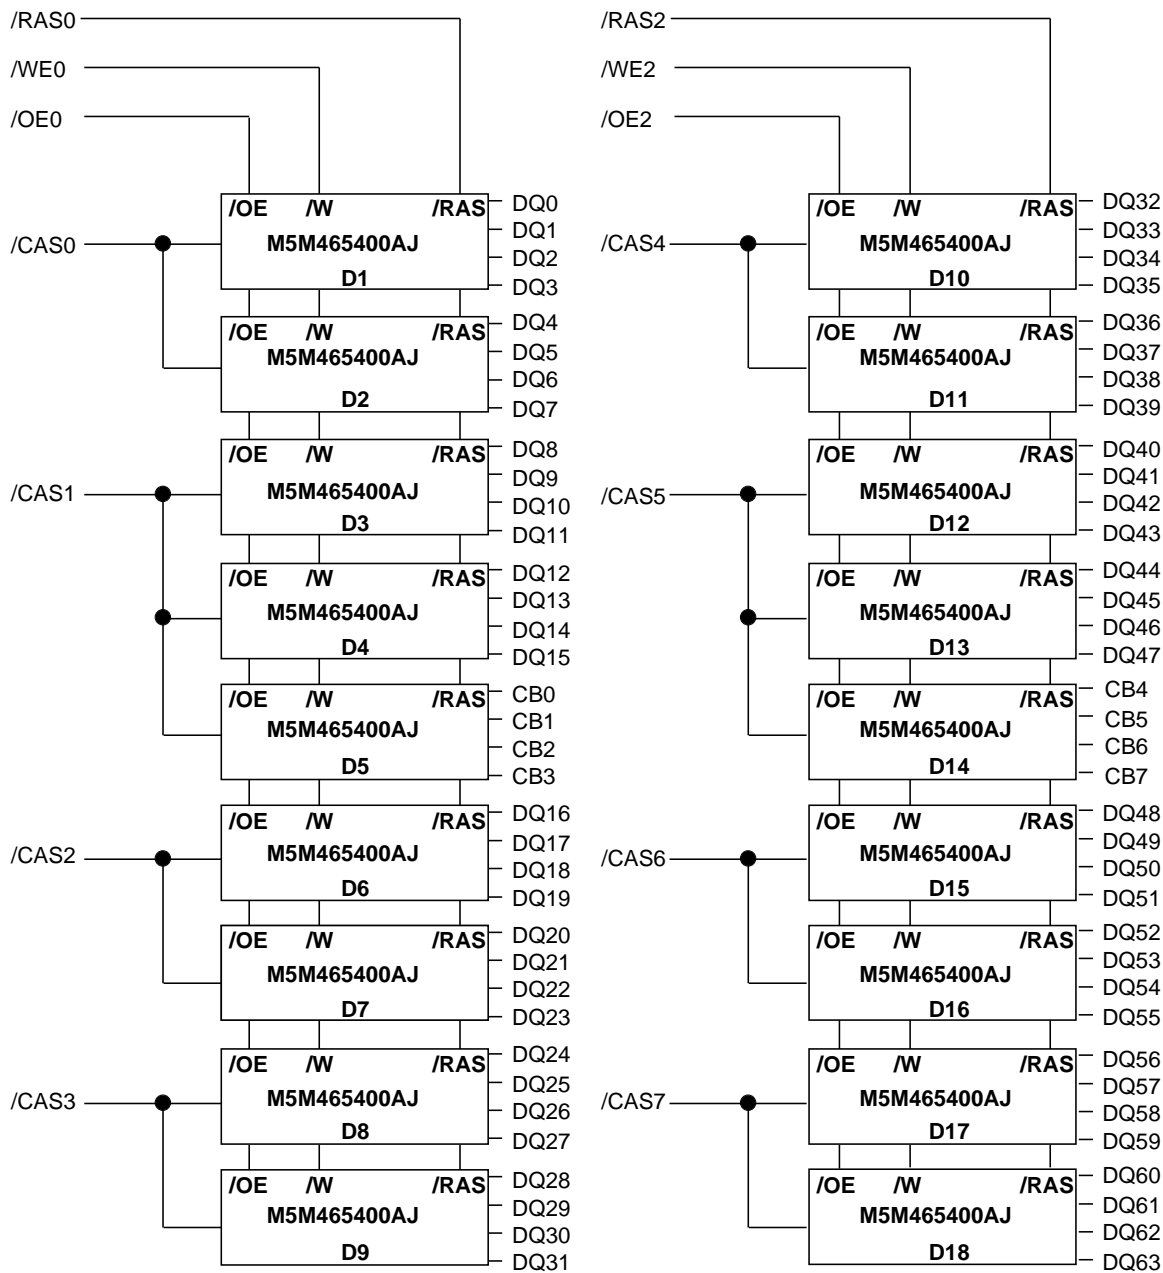 /RAS0
/WE0
/OE0
/OE /W /RAS
/CAS0
M5M465400AJ
D1
DQ0
DQ1
DQ2
DQ3
/OE /W /RAS
M5M465400AJ
D2
DQ4
DQ5
DQ6
DQ7
/OE /W /RAS
/CAS1
M5M465400AJ
D3
DQ8
DQ9
DQ10
DQ11
/OE /W /RAS
M5M465400AJ
D4
DQ12
DQ13
DQ14
DQ15
/OE /W /RAS
M5M465400AJ
D5
CB0
CB1
CB2
CB3
/OE /W /RAS
/CAS2
M5M465400AJ
D6
DQ16
DQ17
DQ18
DQ19
/OE /W /RAS
M5M465400AJ
D7
DQ20
DQ21
DQ22
DQ23
/OE /W /RAS
/CAS3
M5M465400AJ
D8
DQ24
DQ25
DQ26
DQ27
/OE /W /RAS
M5M465400AJ
D9
DQ28
DQ29
DQ30
DQ31
/RAS2
/WE2
/OE2
/OE /W /RAS
/CAS4
M5M465400AJ
D10
DQ32
DQ33
DQ34
DQ35
/OE /W /RAS
M5M465400AJ
D11
DQ36
DQ37
DQ38
DQ39
/OE /W /RAS
/CAS5
M5M465400AJ
D12
DQ40
DQ41
DQ42
DQ43
/OE /W /RAS
M5M465400AJ
D13
DQ44
DQ45
DQ46
DQ47
/OE /W /RAS
M5M465400AJ
D14
CB4
CB5
CB6
CB7
/OE /W /RAS
/CAS6
M5M465400AJ
D15
DQ48
DQ49
DQ50
DQ51
/OE /W /RAS
M5M465400AJ
D16
DQ52
DQ53
DQ54
DQ55
/OE /W /RAS
/CAS7
M5M465400AJ
D17
DQ56
DQ57
DQ58
DQ59
/OE /W /RAS
M5M465400AJ
D18
DQ60
DQ61
DQ62
DQ63